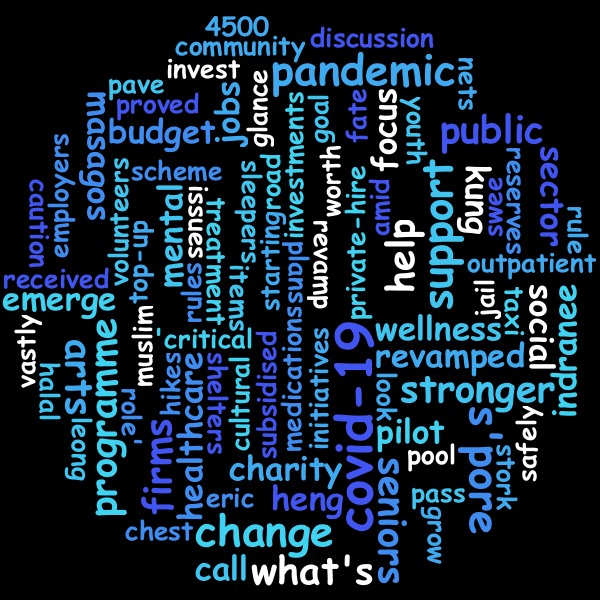 4500
community
discussion
invest
pandemic
pave
proved
budget.
jobs
glance
nets
masagos
investments
goal
fate
focus
youth
public
employers
scheme
volunteers
sleepers
road
worth
support
kung
swee
reserves
sector
caution
mental
issues
treatment
starting
revamp
private-hire
amid
help
rule
outpatient
received
top-up
rules
items
plans
jail
taxi
social
indranee
emerge
vastly
muslim
'critical
medications
initiatives
covid-19
wellness
revamped
halal
arts
programme
hikes
shelters
cultural
subsidised
look
stronger
leong
role,
firms
healthcare
charity
pilot
pool
s'pore
safely
stork
eric
heng
seniors
pass
grow
chest
change
call
what's